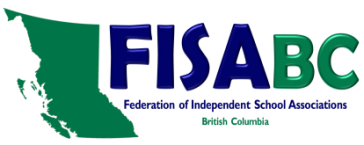 FISABC
Federation of Independent School Associations
British Columbia